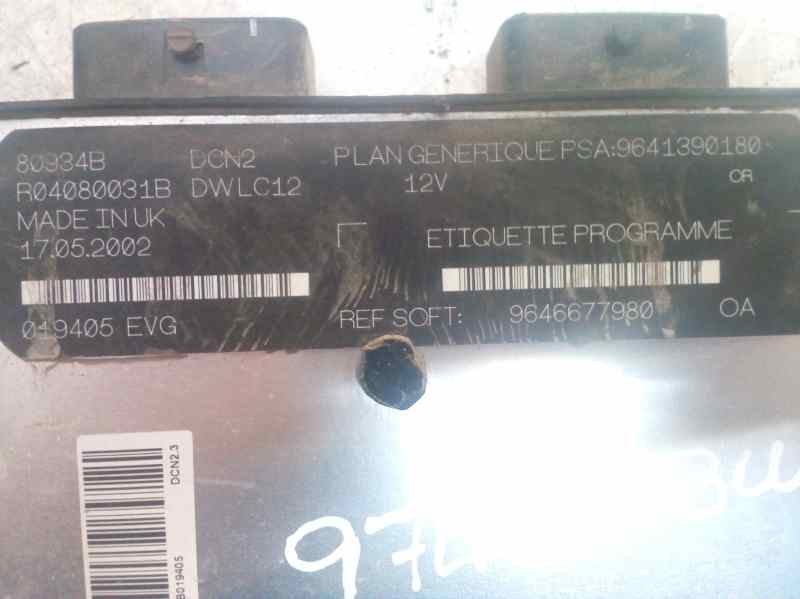 80934B DCN2 PLAN GENERIQUE PSA:9641390180
R04080031B DWLC12 12V OR
MADE IN UK
17.05.2002 ETIQUETTE PROGRAMME
019405 EVG REF SOFT: 9646677980 OA
DCN2.3
B019405